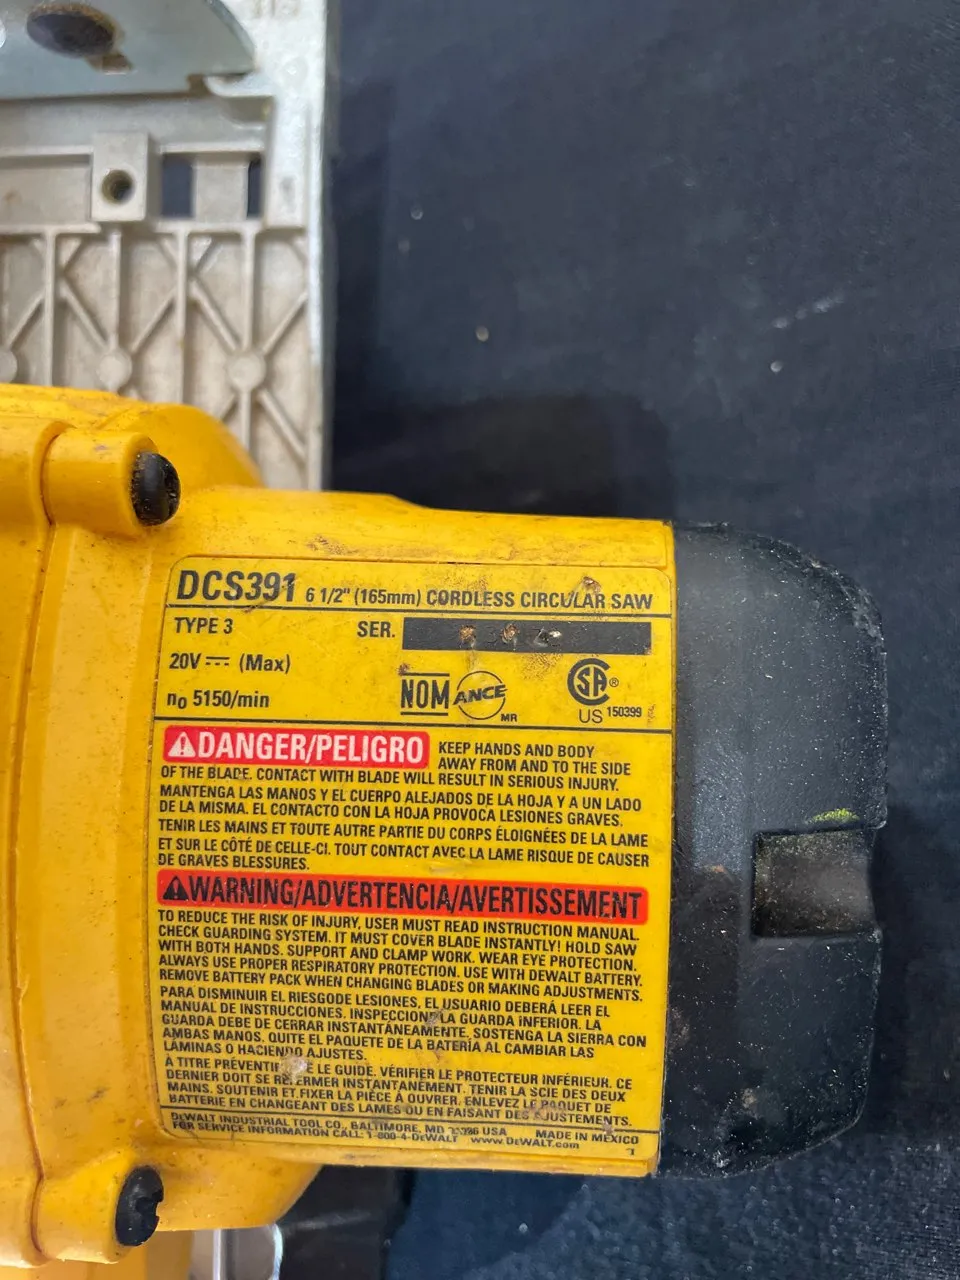 DCS391 6 1/2" (165mm) CORDLESS CIRCULAR SAW
TYPE 3 SER.
20V ⎓ (Max)
NOM ANCE MR
n₀ 5150/min
CSA ® US 150399
⚠DANGER/PELIGRO KEEP HANDS AND BODY
AWAY FROM AND TO THE SIDE
OF THE BLADE. CONTACT WITH BLADE WILL RESULT IN SERIOUS INJURY.
MANTENGA LAS MANOS Y EL CUERPO ALEJADOS DE LA HOJA Y A UN LADO
DE LA MISMA. EL CONTACTO CON LA HOJA PROVOCA LESIONES GRAVES.
TENIR LES MAINS ET TOUTE AUTRE PARTIE DU CORPS ÉLOIGNÉES DE LA LAME
ET SUR LE CÔTÉ DE CELLE-CI. TOUT CONTACT AVEC LA LAME RISQUE DE CAUSER
DE GRAVES BLESSURES.
⚠WARNING/ADVERTENCIA/AVERTISSEMENT
TO REDUCE THE RISK OF INJURY, USER MUST READ INSTRUCTION MANUAL.
CHECK GUARDING SYSTEM. IT MUST COVER BLADE INSTANTLY! HOLD SAW
WITH BOTH HANDS. SUPPORT AND CLAMP WORK. WEAR EYE PROTECTION.
ALWAYS USE PROPER RESPIRATORY PROTECTION. USE WITH DEWALT BATTERY.
REMOVE BATTERY PACK WHEN CHANGING BLADES OR MAKING ADJUSTMENTS.
PARA DISMINUIR EL RIESGODE LESIONES, EL USUARIO DEBERÁ LEER EL
MANUAL DE INSTRUCCIONES. INSPECCIONE LA GUARDA INFERIOR. LA
GUARDA DEBE DE CERRAR INSTANTÁNEAMENTE. SOSTENGA LA SIERRA CON
AMBAS MANOS. QUITE EL PAQUETE DE LA BATERÍA AL CAMBIAR LAS
LÁMINAS O HACIENDO AJUSTES.
À TITRE PRÉVENTIF LE GUIDE. VÉRIFIER LE PROTECTEUR INFÉRIEUR. CE
DERNIER DOIT SE REFERMER INSTANTANÉMENT. TENIR LA SCIE DES DEUX
MAINS. SOUTENIR ET FIXER LA PIÈCE À OUVRER. ENLEVEZ LE PAQUET DE
BATTERIE EN CHANGEANT DES LAMES OU EN FAISANT DES AJUSTEMENTS.
DEWALT INDUSTRIAL TOOL CO., BALTIMORE, MD USA MADE IN MEXICO
FOR SERVICE INFORMATION CALL: 1-800-4-DEWALT www.DEWALT.com